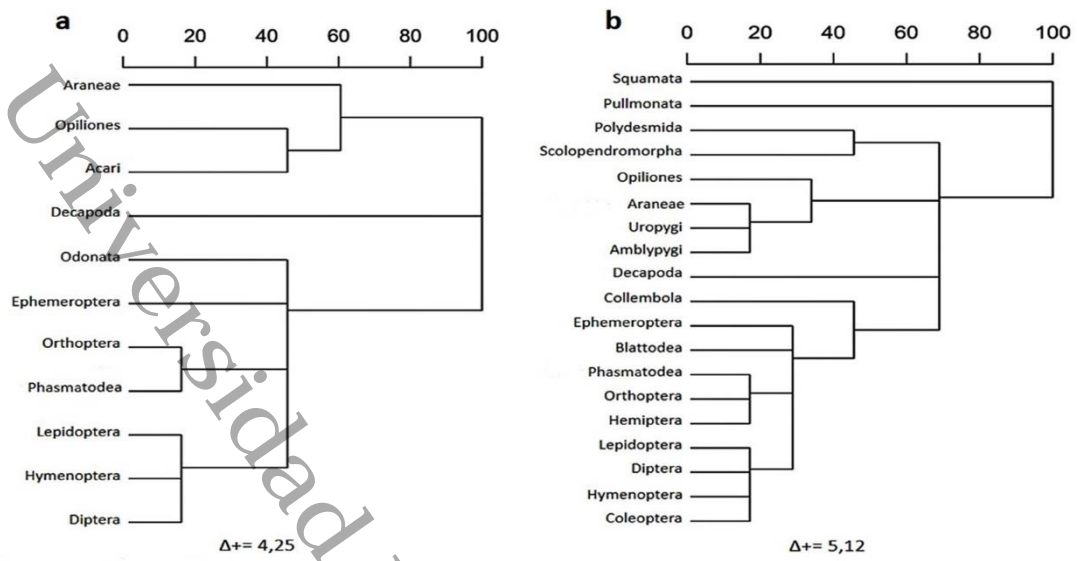 a
0 20 40 60 80 100
Araneae
Opiliones
Acari
Decapoda
Odonata
Ephemeroptera
Orthoptera
Phasmatodea
Lepidoptera
Hymenoptera
Diptera
Δ+= 4,25
b
0 20 40 60 80 100
Squamata
Pullmonata
Polydesmida
Scolopendromorpha
Opiliones
Araneae
Uropygi
Amblypygi
Decapoda
Collembola
Ephemeroptera
Blattodea
Phasmatodea
Orthoptera
Hemiptera
Lepidoptera
Diptera
Hymenoptera
Coleoptera
Δ+= 5,12
Universidad